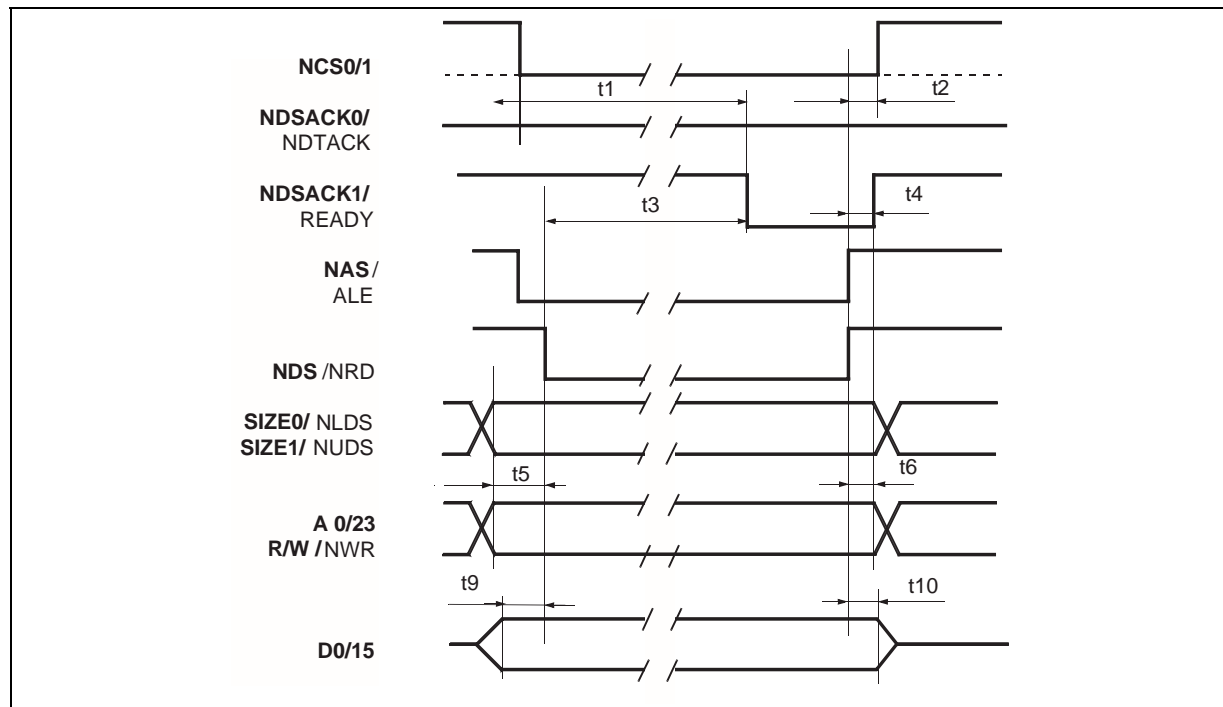 NCS0/1
t1
t2
NDSACK0/
NDTACK
NDSACK1/
READY
t3
t4
NAS/
ALE
NDS /NRD
SIZE0/ NLDS
SIZE1/ NUDS
t5
t6
A 0/23
R/W /NWR
t9
t10
D0/15